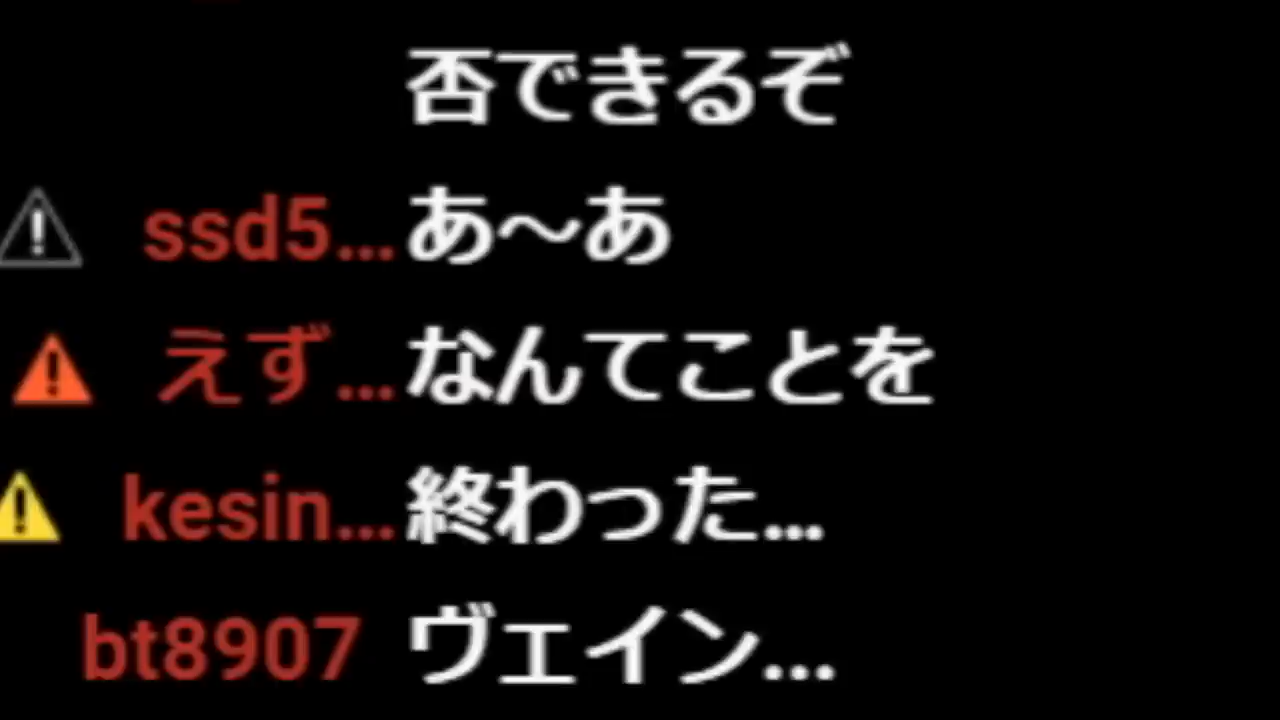 否できるぞ
ssd5... あ～あ
えず... なんてことを
kesin... 終わった...
bt8907 ヴェイン...